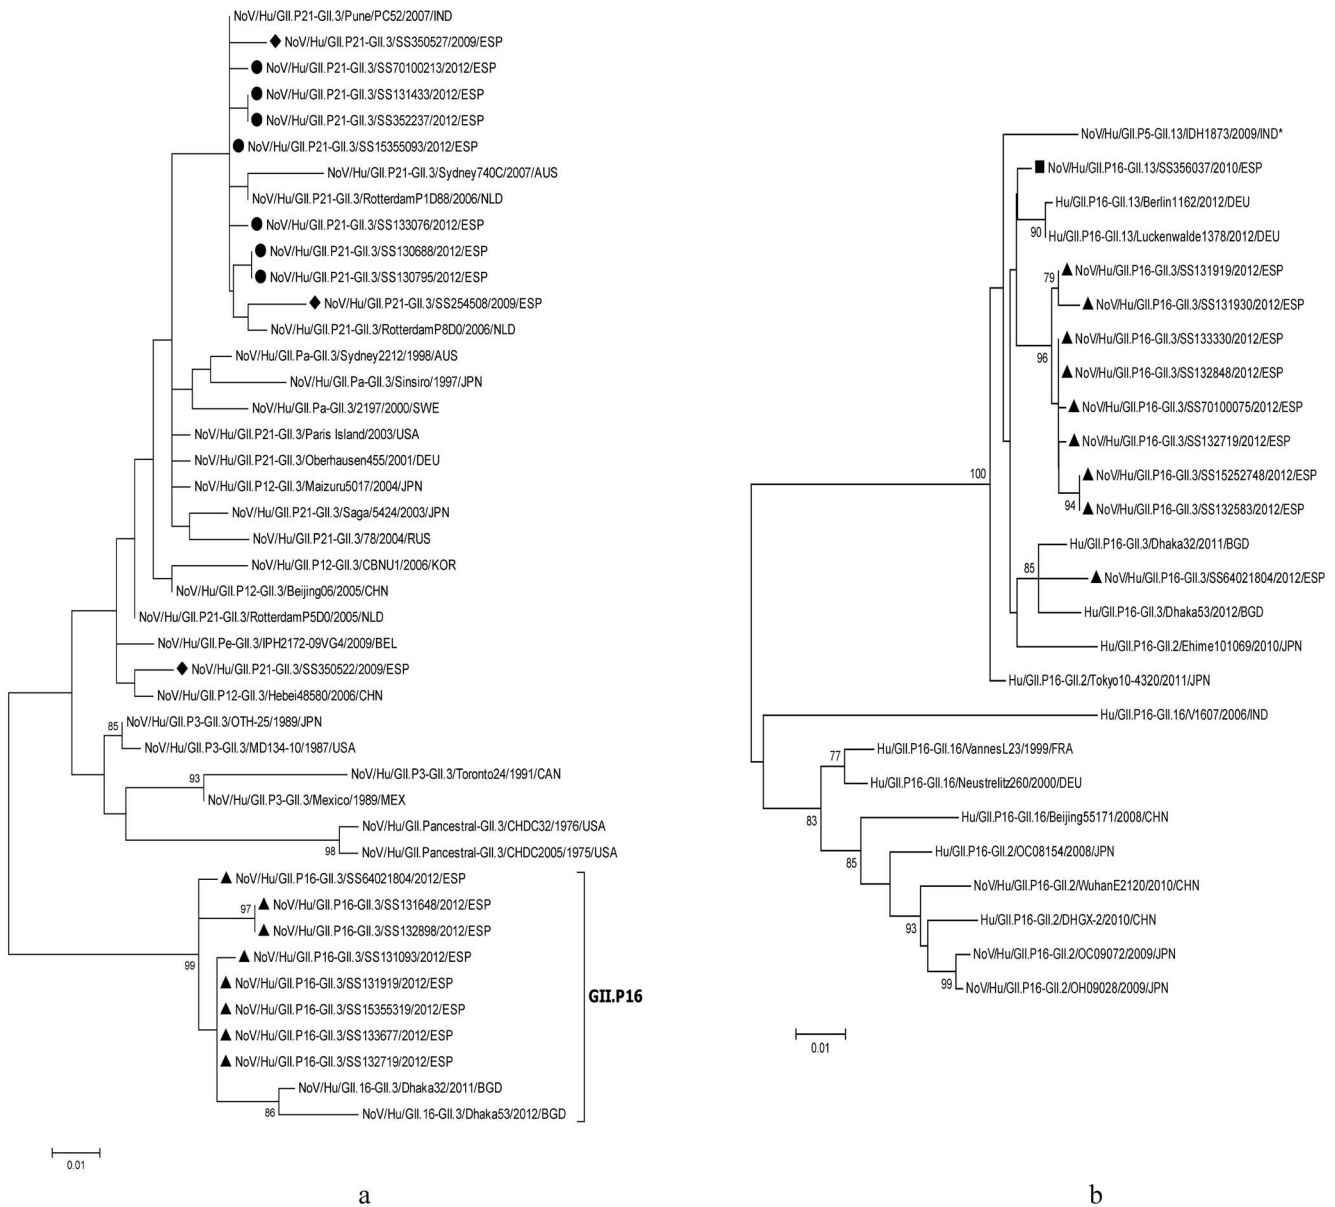 NoV/Hu/GII.P21-GII.3/Pune/PC52/2007/IND
NoV/Hu/GII.P21-GII.3/SS350527/2009/ESP
NoV/Hu/GII.P21-GII.3/SS70100213/2012/ESP
NoV/Hu/GII.P21-GII.3/SS131433/2012/ESP
NoV/Hu/GII.P21-GII.3/SS352237/2012/ESP
NoV/Hu/GII.P21-GII.3/SS15355093/2012/ESP
NoV/Hu/GII.P21-GII.3/Sydney740C/2007/AUS
NoV/Hu/GII.P21-GII.3/RotterdamP1D88/2006/NLD
NoV/Hu/GII.P21-GII.3/SS133076/2012/ESP
NoV/Hu/GII.P21-GII.3/SS130688/2012/ESP
NoV/Hu/GII.P21-GII.3/SS130795/2012/ESP
NoV/Hu/GII.P21-GII.3/SS254508/2009/ESP
NoV/Hu/GII.P21-GII.3/RotterdamP8D0/2006/NLD
NoV/Hu/GII.Pa-GII.3/Sydney2212/1998/AUS
NoV/Hu/GII.Pa-GII.3/Sinsiro/1997/JPN
NoV/Hu/GII.Pa-GII.3/2197/2000/SWE
NoV/Hu/GII.P21-GII.3/Paris Island/2003/USA
NoV/Hu/GII.P21-GII.3/Oberhausen455/2001/DEU
NoV/Hu/GII.P12-GII.3/Maizuru5017/2004/JPN
NoV/Hu/GII.P21-GII.3/Saga/5424/2003/JPN
NoV/Hu/GII.P21-GII.3/78/2004/RUS
NoV/Hu/GII.P12-GII.3/CBNU1/2006/KOR
NoV/Hu/GII.P12-GII.3/Beijing06/2005/CHN
NoV/Hu/GII.P21-GII.3/RotterdamP5D0/2005/NLD
NoV/Hu/GII.Pe-GII.3/IPH2172-09VG4/2009/BEL
NoV/Hu/GII.P21-GII.3/SS350522/2009/ESP
NoV/Hu/GII.P12-GII.3/Hebei48580/2006/CHN
85
NoV/Hu/GII.P3-GII.3/OTH-25/1989/JPN
NoV/Hu/GII.P3-GII.3/MD134-10/1987/USA
93
NoV/Hu/GII.P3-GII.3/Toronto24/1991/CAN
NoV/Hu/GII.P3-GII.3/Mexico/1989/MEX
NoV/Hu/GII.Pancestral-GII.3/CHDC32/1976/USA
98
NoV/Hu/GII.Pancestral-GII.3/CHDC2005/1975/USA
NoV/Hu/GII.P16-GII.3/SS64021804/2012/ESP
97
NoV/Hu/GII.P16-GII.3/SS131648/2012/ESP
NoV/Hu/GII.P16-GII.3/SS132898/2012/ESP
99
NoV/Hu/GII.P16-GII.3/SS131093/2012/ESP
NoV/Hu/GII.P16-GII.3/SS131919/2012/ESP
GII.P16
NoV/Hu/GII.P16-GII.3/SS15355319/2012/ESP
NoV/Hu/GII.P16-GII.3/SS133677/2012/ESP
NoV/Hu/GII.P16-GII.3/SS132719/2012/ESP
NoV/Hu/GII.16-GII.3/Dhaka32/2011/BGD
86
NoV/Hu/GII.16-GII.3/Dhaka53/2012/BGD
0.01
a
NoV/Hu/GII.P5-GII.13/IDH1873/2009/IND*
NoV/Hu/GII.P16-GII.13/SS356037/2010/ESP
Hu/GII.P16-GII.13/Berlin1162/2012/DEU
90
Hu/GII.P16-GII.13/Luckenwalde1378/2012/DEU
79
NoV/Hu/GII.P16-GII.3/SS131919/2012/ESP
NoV/Hu/GII.P16-GII.3/SS131930/2012/ESP
NoV/Hu/GII.P16-GII.3/SS133330/2012/ESP
96
NoV/Hu/GII.P16-GII.3/SS132848/2012/ESP
NoV/Hu/GII.P16-GII.3/SS70100075/2012/ESP
NoV/Hu/GII.P16-GII.3/SS132719/2012/ESP
100
NoV/Hu/GII.P16-GII.3/SS15252748/2012/ESP
94
NoV/Hu/GII.P16-GII.3/SS132583/2012/ESP
Hu/GII.P16-GII.3/Dhaka32/2011/BGD
85
NoV/Hu/GII.P16-GII.3/SS64021804/2012/ESP
Hu/GII.P16-GII.3/Dhaka53/2012/BGD
Hu/GII.P16-GII.2/Ehime101069/2010/JPN
Hu/GII.P16-GII.2/Tokyo10-4320/2011/JPN
Hu/GII.P16-GII.16/V1607/2006/IND
Hu/GII.P16-GII.16/VannesL23/1999/FRA
77
Hu/GII.P16-GII.16/Neustrelitz260/2000/DEU
83
Hu/GII.P16-GII.16/Beijing55171/2008/CHN
85
Hu/GII.P16-GII.2/OC08154/2008/JPN
NoV/Hu/GII.P16-GII.2/WuhanE2120/2010/CHN
93
Hu/GII.P16-GII.2/DHGX-2/2010/CHN
NoV/Hu/GII.P16-GII.2/OC09072/2009/JPN
99
NoV/Hu/GII.P16-GII.2/OH09028/2009/JPN
0.01
b